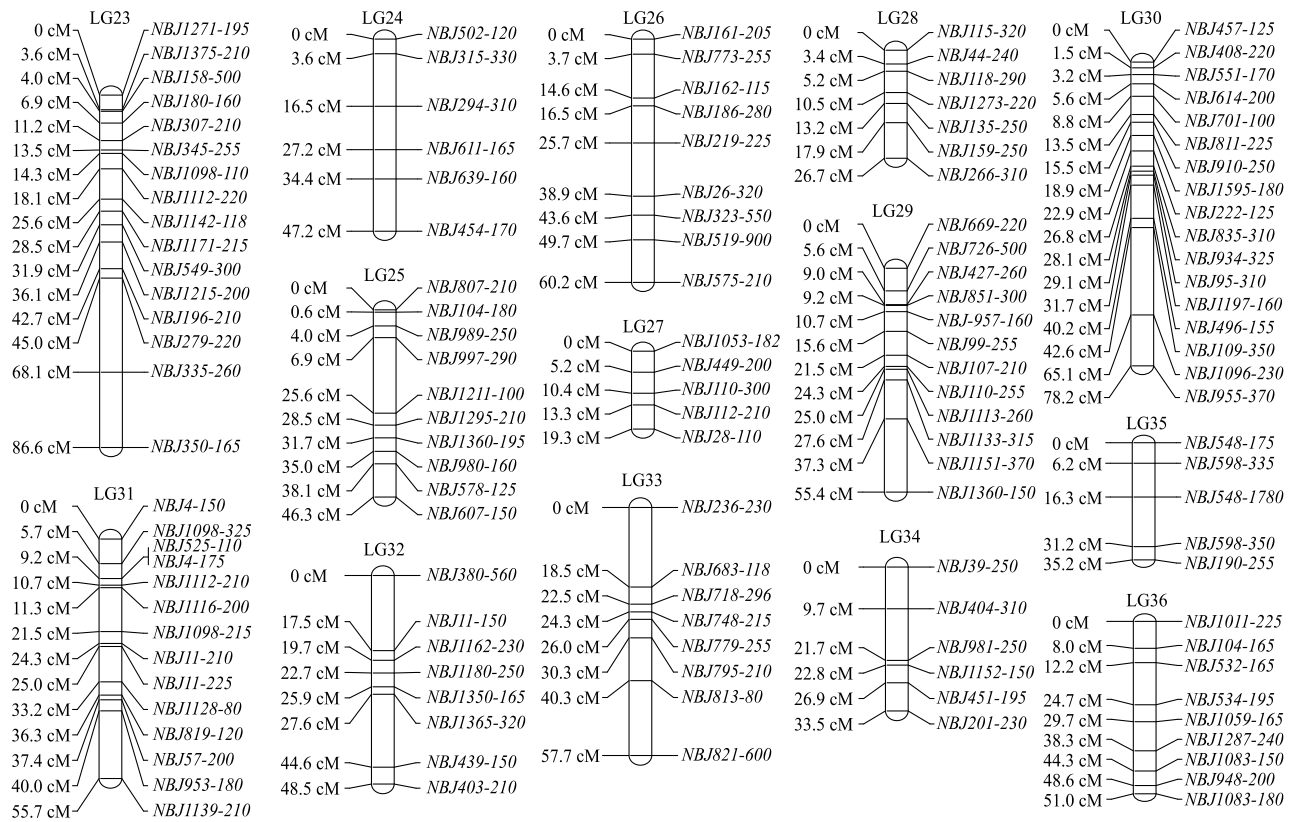 LG23
0 cM NBJ1271-195
3.6 cM NBJ1375-210
4.0 cM NBJ158-500
6.9 cM NBJ180-160
11.2 cM NBJ307-210
13.5 cM NBJ345-255
14.3 cM NBJ1098-110
18.1 cM NBJ1112-220
25.6 cM NBJ1142-118
28.5 cM NBJ1171-215
31.9 cM NBJ549-300
36.1 cM NBJ1215-200
42.7 cM NBJ196-210
45.0 cM NBJ279-220
68.1 cM NBJ335-260
86.6 cM NBJ350-165
LG31
0 cM NBJ4-150
5.7 cM NBJ1098-325
NBJ525-110
9.2 cM NBJ4-175
10.7 cM NBJ1112-210
11.3 cM NBJ1116-200
21.5 cM NBJ1098-215
24.3 cM NBJ11-210
25.0 cM NBJ11-225
33.2 cM NBJ1128-80
36.3 cM NBJ819-120
37.4 cM NBJ57-200
40.0 cM NBJ953-180
55.7 cM NBJ1139-210
LG24
0 cM NBJ502-120
3.6 cM NBJ315-330
16.5 cM NBJ294-310
27.2 cM NBJ611-165
34.4 cM NBJ639-160
47.2 cM NBJ454-170
LG25
0 cM NBJ807-210
0.6 cM NBJ104-180
4.0 cM NBJ989-250
6.9 cM NBJ997-290
25.6 cM NBJ1211-100
28.5 cM NBJ1295-210
31.7 cM NBJ1360-195
35.0 cM NBJ980-160
38.1 cM NBJ578-125
46.3 cM NBJ607-150
LG32
0 cM NBJ380-560
17.5 cM NBJ11-150
19.7 cM NBJ1162-230
22.7 cM NBJ1180-250
25.9 cM NBJ1350-165
27.6 cM NBJ1365-320
44.6 cM NBJ439-150
48.5 cM NBJ403-210
LG26
0 cM NBJ161-205
3.7 cM NBJ773-255
14.6 cM NBJ162-115
16.5 cM NBJ186-280
25.7 cM NBJ219-225
38.9 cM NBJ26-320
43.6 cM NBJ323-550
49.7 cM NBJ519-900
60.2 cM NBJ575-210
LG27
0 cM NBJ1053-182
5.2 cM NBJ449-200
10.4 cM NBJ110-300
13.3 cM NBJ112-210
19.3 cM NBJ28-110
LG33
0 cM NBJ236-230
18.5 cM NBJ683-118
22.5 cM NBJ718-296
24.3 cM NBJ748-215
26.0 cM NBJ779-255
30.3 cM NBJ795-210
40.3 cM NBJ813-80
57.7 cM NBJ821-600
LG28
0 cM NBJ115-320
3.4 cM NBJ44-240
5.2 cM NBJ118-290
10.5 cM NBJ1273-220
13.2 cM NBJ135-250
17.9 cM NBJ159-250
26.7 cM NBJ266-310
LG29
0 cM NBJ669-220
5.6 cM NBJ726-500
9.0 cM NBJ427-260
9.2 cM NBJ851-300
10.7 cM NBJ-957-160
15.6 cM NBJ99-255
21.5 cM NBJ107-210
24.3 cM NBJ110-255
25.0 cM NBJ1113-260
27.6 cM NBJ1133-315
37.3 cM NBJ1151-370
55.4 cM NBJ1360-150
LG34
0 cM NBJ39-250
9.7 cM NBJ404-310
21.7 cM NBJ981-250
22.8 cM NBJ1152-150
26.9 cM NBJ451-195
33.5 cM NBJ201-230
LG30
0 cM NBJ457-125
1.5 cM NBJ408-220
3.2 cM NBJ551-170
5.6 cM NBJ614-200
8.8 cM NBJ701-100
13.5 cM NBJ811-225
15.5 cM NBJ910-250
18.9 cM NBJ1595-180
22.9 cM NBJ222-125
26.8 cM NBJ835-310
28.1 cM NBJ934-325
29.1 cM NBJ95-310
31.7 cM NBJ1197-160
40.2 cM NBJ496-155
42.6 cM NBJ109-350
65.1 cM NBJ1096-230
78.2 cM NBJ955-370
LG35
0 cM NBJ548-175
6.2 cM NBJ598-335
16.3 cM NBJ548-1780
31.2 cM NBJ598-350
35.2 cM NBJ190-255
LG36
0 cM NBJ1011-225
8.0 cM NBJ104-165
12.2 cM NBJ532-165
24.7 cM NBJ534-195
29.7 cM NBJ1059-165
38.3 cM NBJ1287-240
44.3 cM NBJ1083-150
48.6 cM NBJ948-200
51.0 cM NBJ1083-180